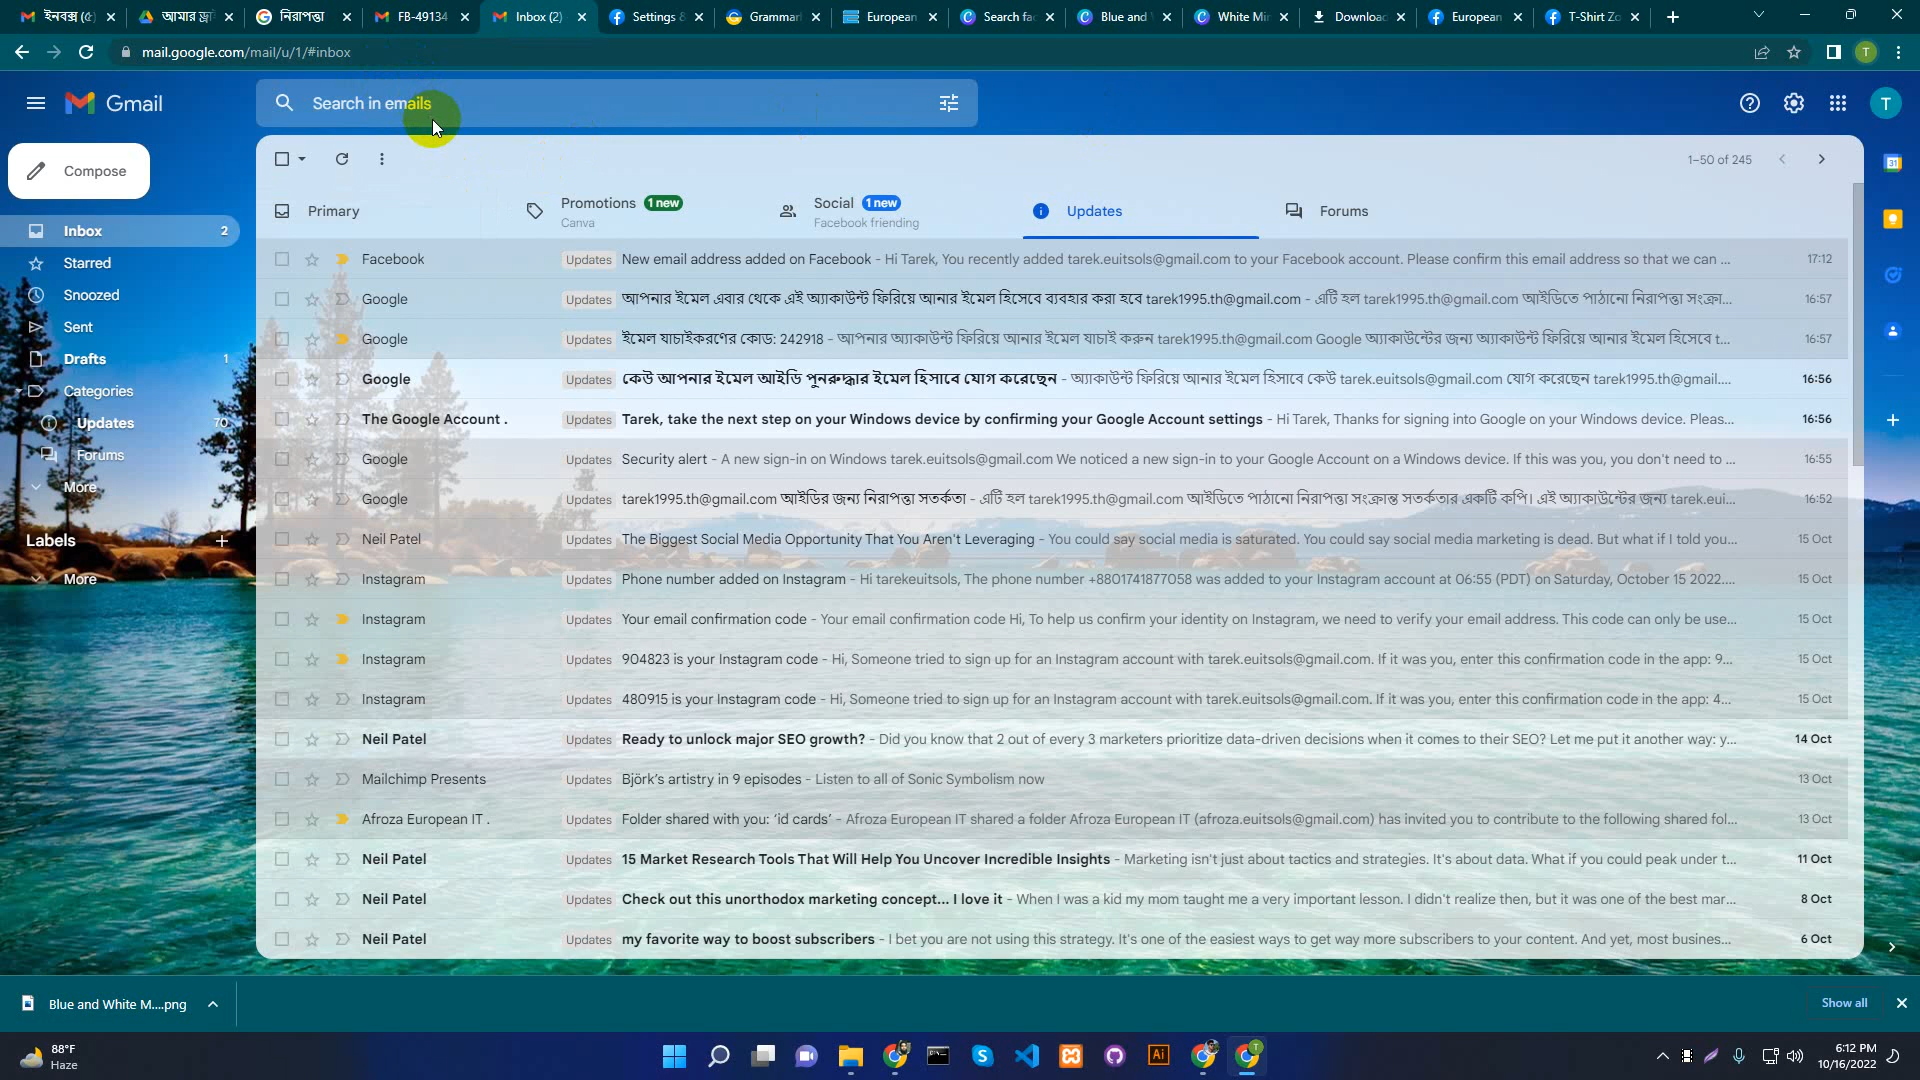 ইনবক্স (৫
আমার ড্রা
নিরাপত্তা
FB-49134
Inbox (2)
Settings &
Grammar
European
Search fa
Blue and
White Mi
Downloa
European
T-Shirt Zo
mail.google.com/mail/u/1/#inbox
T
Gmail
Search in emails
T
Compose
1–50 of 245
31
Primary
Promotions 1 new
Canva
Social 1 new
Facebook friending
Updates
Forums
Inbox 2
Starred
Snoozed
Sent
Drafts 1
Categories
Updates 70
Forums
More
Labels
More
Facebook Updates New email address added on Facebook - Hi Tarek, You recently added tarek.euitsols@gmail.com to your Facebook account. Please confirm this email address so that we can ... 17:12
Google Updates আপনার ইমেল এবার থেকে এই অ্যাকাউন্ট ফিরিয়ে আনার ইমেল হিসেবে ব্যবহার করা হবে tarek1995.th@gmail.com - এটি হল tarek1995.th@gmail.com আইডিতে পাঠানো নিরাপত্তা সংক্রা... 16:57
Google Updates ইমেল যাচাইকরণের কোড: 242918 - আপনার অ্যাকাউন্ট ফিরিয়ে আনার ইমেল যাচাই করুন tarek1995.th@gmail.com Google অ্যাকাউন্টের জন্য অ্যাকাউন্ট ফিরিয়ে আনার ইমেল হিসেবে t... 16:57
Google Updates কেউ আপনার ইমেল আইডি পুনরুদ্ধার ইমেল হিসাবে যোগ করেছেন - অ্যাকাউন্ট ফিরিয়ে আনার ইমেল হিসাবে কেউ tarek.euitsols@gmail.com যোগ করেছেন tarek1995.th@gmail.... 16:56
The Google Account . Updates Tarek, take the next step on your Windows device by confirming your Google Account settings - Hi Tarek, Thanks for signing into Google on your Windows device. Pleas... 16:56
Google Updates Security alert - A new sign-in on Windows tarek.euitsols@gmail.com We noticed a new sign-in to your Google Account on a Windows device. If this was you, you don't need to ... 16:55
Google Updates tarek1995.th@gmail.com আইডির জন্য নিরাপত্তা সতর্কতা - এটি হল tarek1995.th@gmail.com আইডিতে পাঠানো নিরাপত্তা সংক্রান্ত সতর্কতার একটি কপি। এই অ্যাকাউন্টের জন্য tarek.eui... 16:52
Neil Patel Updates The Biggest Social Media Opportunity That You Aren't Leveraging - You could say social media is saturated. You could say social media marketing is dead. But what if I told you... 15 Oct
Instagram Updates Phone number added on Instagram - Hi tarekeuitsols, The phone number +8801741877058 was added to your Instagram account at 06:55 (PDT) on Saturday, October 15 2022.... 15 Oct
Instagram Updates Your email confirmation code - Your email confirmation code Hi, To help us confirm your identity on Instagram, we need to verify your email address. This code can only be use... 15 Oct
Instagram Updates 904823 is your Instagram code - Hi, Someone tried to sign up for an Instagram account with tarek.euitsols@gmail.com. If it was you, enter this confirmation code in the app: 9... 15 Oct
Instagram Updates 480915 is your Instagram code - Hi, Someone tried to sign up for an Instagram account with tarek.euitsols@gmail.com. If it was you, enter this confirmation code in the app: 4... 15 Oct
Neil Patel Updates Ready to unlock major SEO growth? - Did you know that 2 out of every 3 marketers prioritize data-driven decisions when it comes to their SEO? Let me put it another way: y... 14 Oct
Mailchimp Presents Updates Björk's artistry in 9 episodes - Listen to all of Sonic Symbolism now 13 Oct
Afroza European IT . Updates Folder shared with you: ‘id cards’ - Afroza European IT shared a folder Afroza European IT (afroza.euitsols@gmail.com) has invited you to contribute to the following shared fol... 13 Oct
Neil Patel Updates 15 Market Research Tools That Will Help You Uncover Incredible Insights - Marketing isn't just about tactics and strategies. It's about data. What if you could peak under t... 11 Oct
Neil Patel Updates Check out this unorthodox marketing concept... I love it - When I was a kid my mom taught me a very important lesson. I didn't realize then, but it was one of the best mar... 8 Oct
Neil Patel Updates my favorite way to boost subscribers - I bet you are not using this strategy. It's one of the easiest ways to get way more subscribers to your content. And yet, most busines... 6 Oct
Blue and White M....png
Show all
88°F
Haze
Ai
T
6:12 PM
10/16/2022